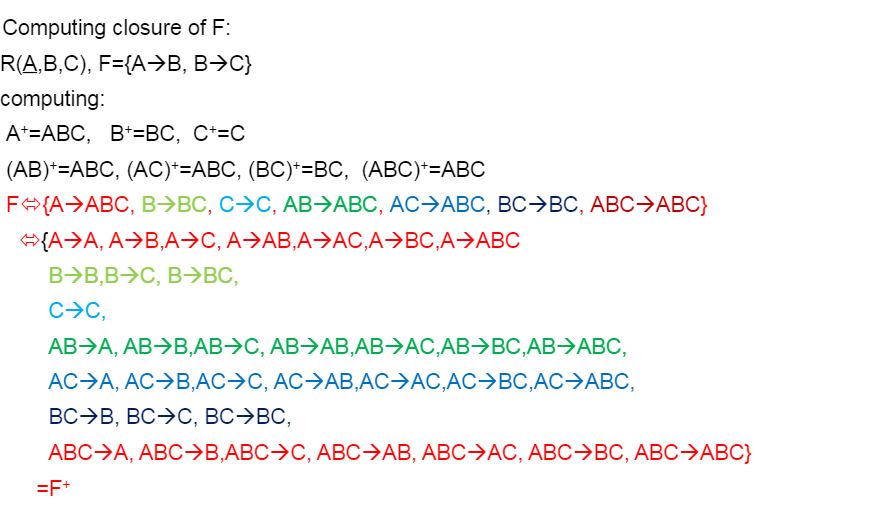 Computing closure of F:
R(A,B,C), F={A→B, B→C}
computing:
A⁺=ABC, B⁺=BC, C⁺=C
(AB)⁺=ABC, (AC)⁺=ABC, (BC)⁺=BC, (ABC)⁺=ABC
F⇔{A→ABC, B→BC, C→C, AB→ABC, AC→ABC, BC→BC, ABC→ABC}
⇔{A→A, A→B,A→C, A→AB,A→AC,A→BC,A→ABC
B→B,B→C, B→BC,
C→C,
AB→A, AB→B,AB→C, AB→AB,AB→AC,AB→BC,AB→ABC,
AC→A, AC→B,AC→C, AC→AB,AC→AC,AC→BC,AC→ABC,
BC→B, BC→C, BC→BC,
ABC→A, ABC→B,ABC→C, ABC→AB, ABC→AC, ABC→BC, ABC→ABC}
=F⁺